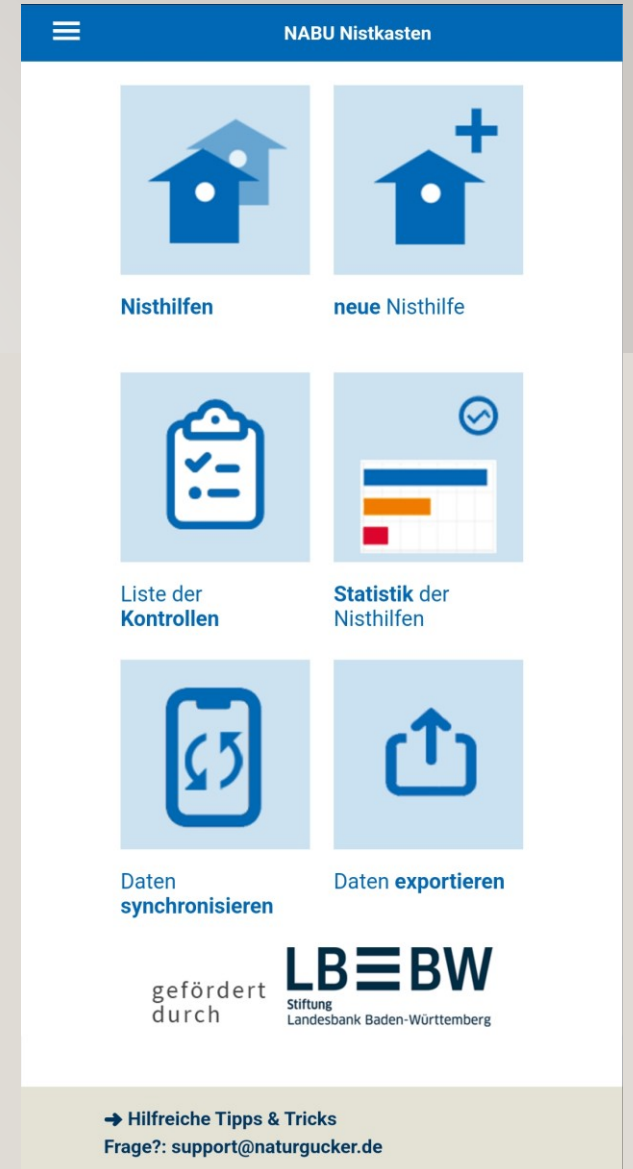 NABU Nistkasten
Nisthilfen
neue Nisthilfe
Liste der
Kontrollen
Statistik der
Nisthilfen
Daten
synchronisieren
Daten exportieren
gefördert
durch
LBBW
Stiftung
Landesbank Baden-Württemberg
➔ Hilfreiche Tipps & Tricks
Frage?: support@naturgucker.de